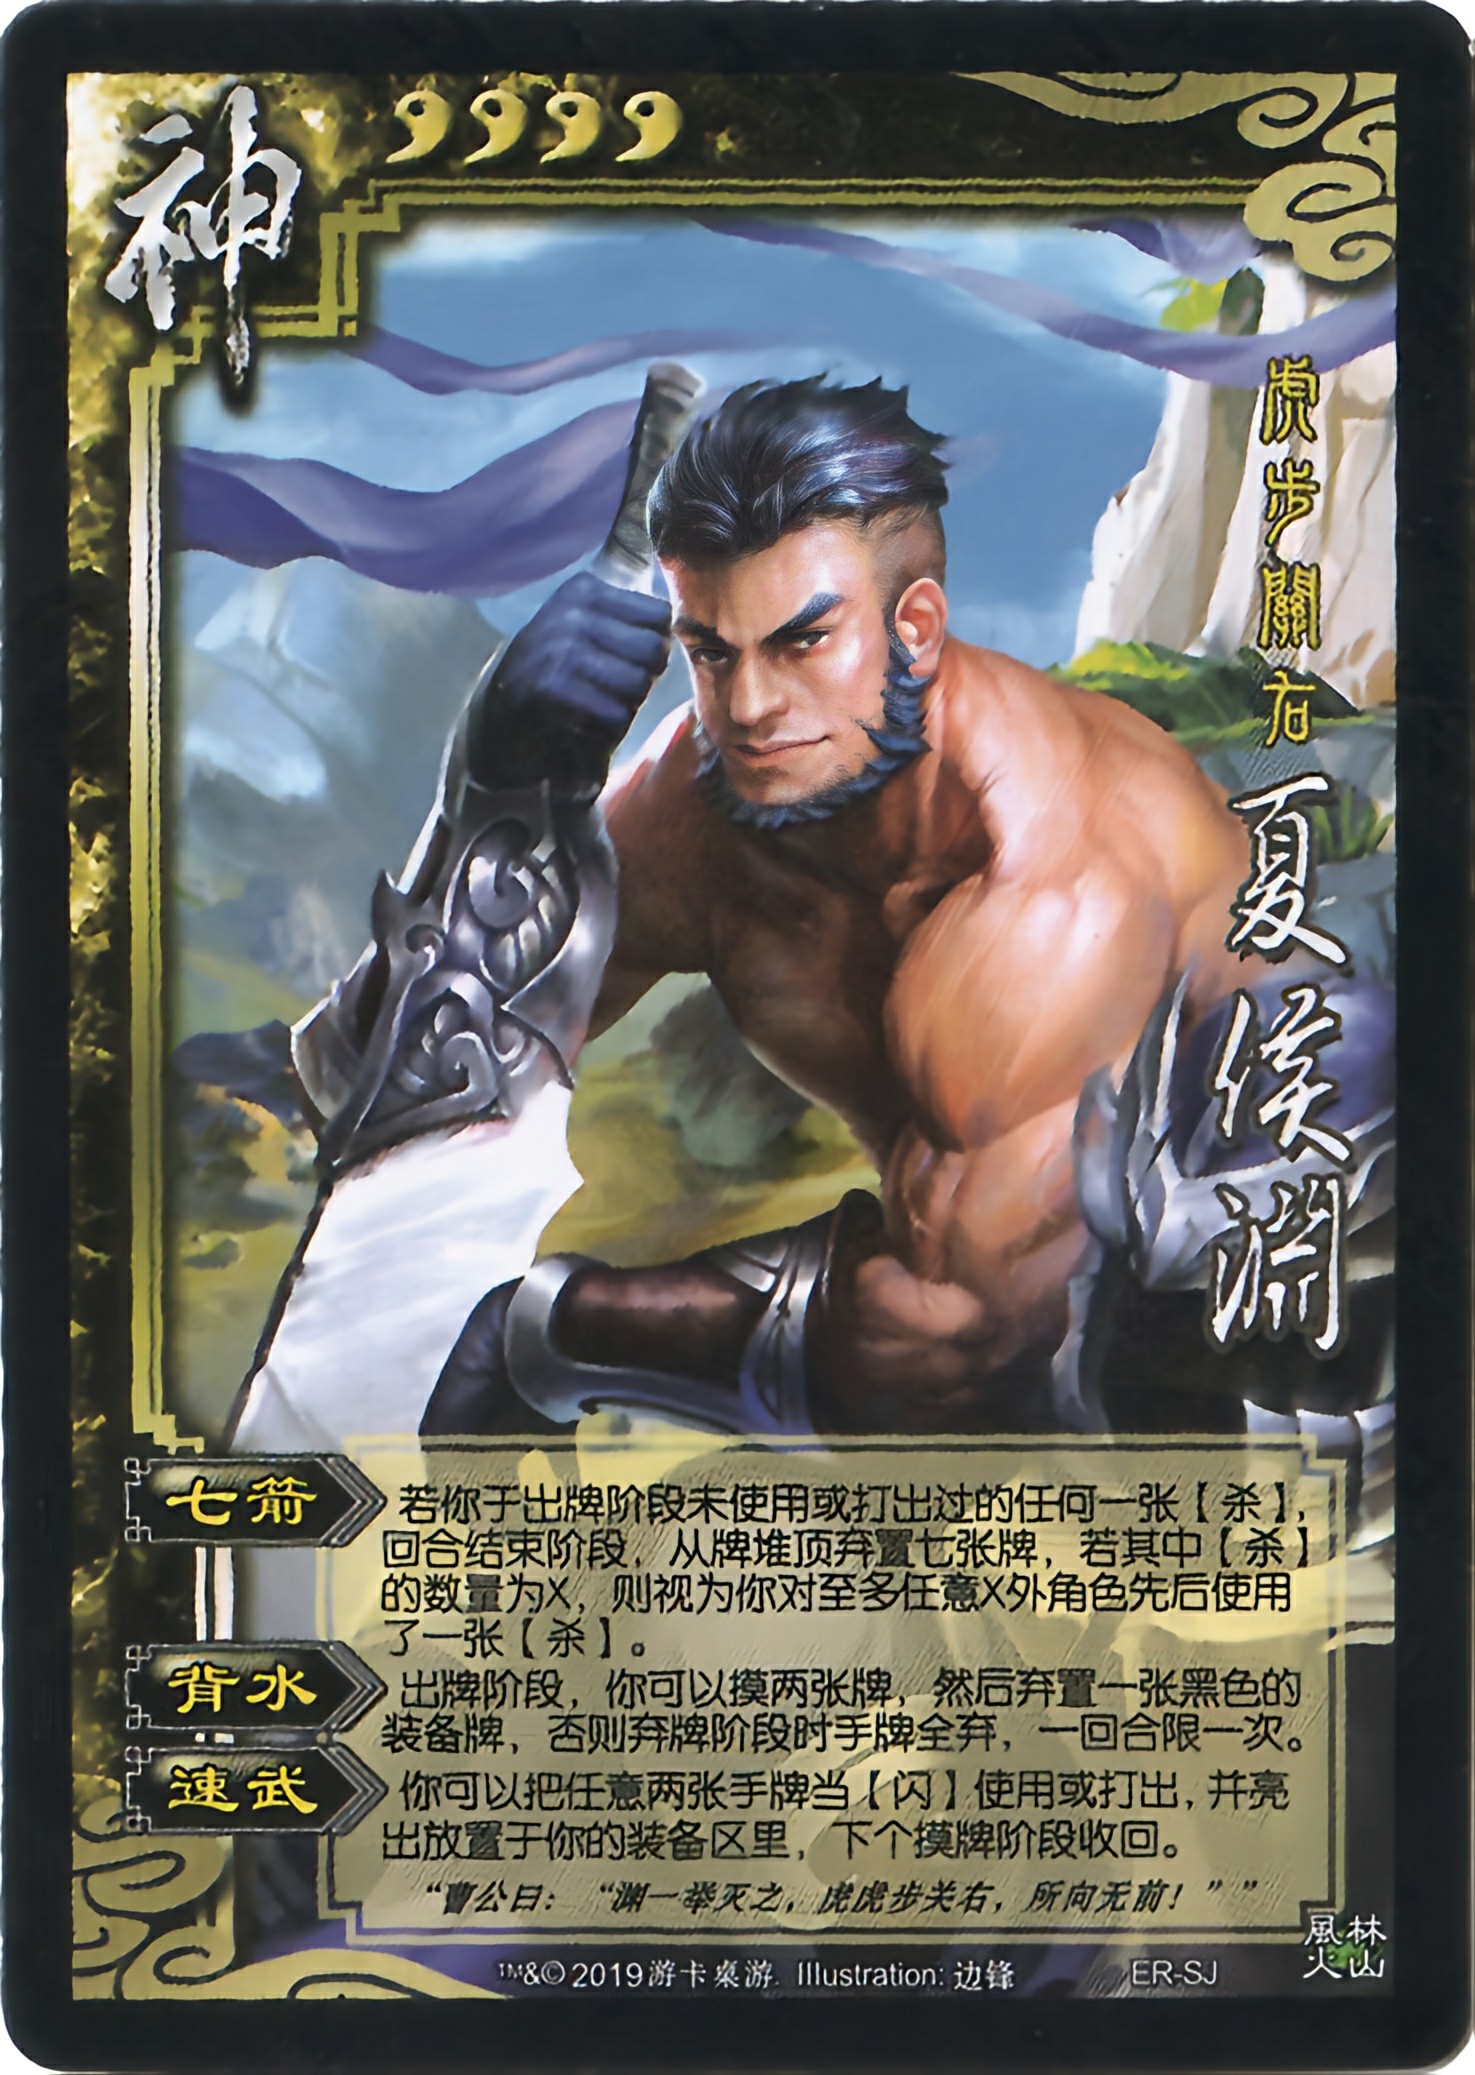 神
虎步關右
夏侯渊
七箭
若你于出牌阶段未使用或打出过的任何一张【杀】，
回合结束阶段，从牌堆顶弃置七张牌，若其中【杀】
的数量为X，则视为你对至多任意X外角色先后使用
了一张【杀】。
背水
出牌阶段，你可以摸两张牌，然后弃置一张黑色的
装备牌，否则弃牌阶段时手牌全弃，一回合限一次。
速武
你可以把任意两张手牌当【闪】使用或打出，并亮
出放置于你的装备区里，下个摸牌阶段收回。
“曹公曰：“渊一举灭之，虎虎步关右，所向无前！””
™&©2019游卡桌游. Illustration: 边锋
ER-SJ
風林
火山